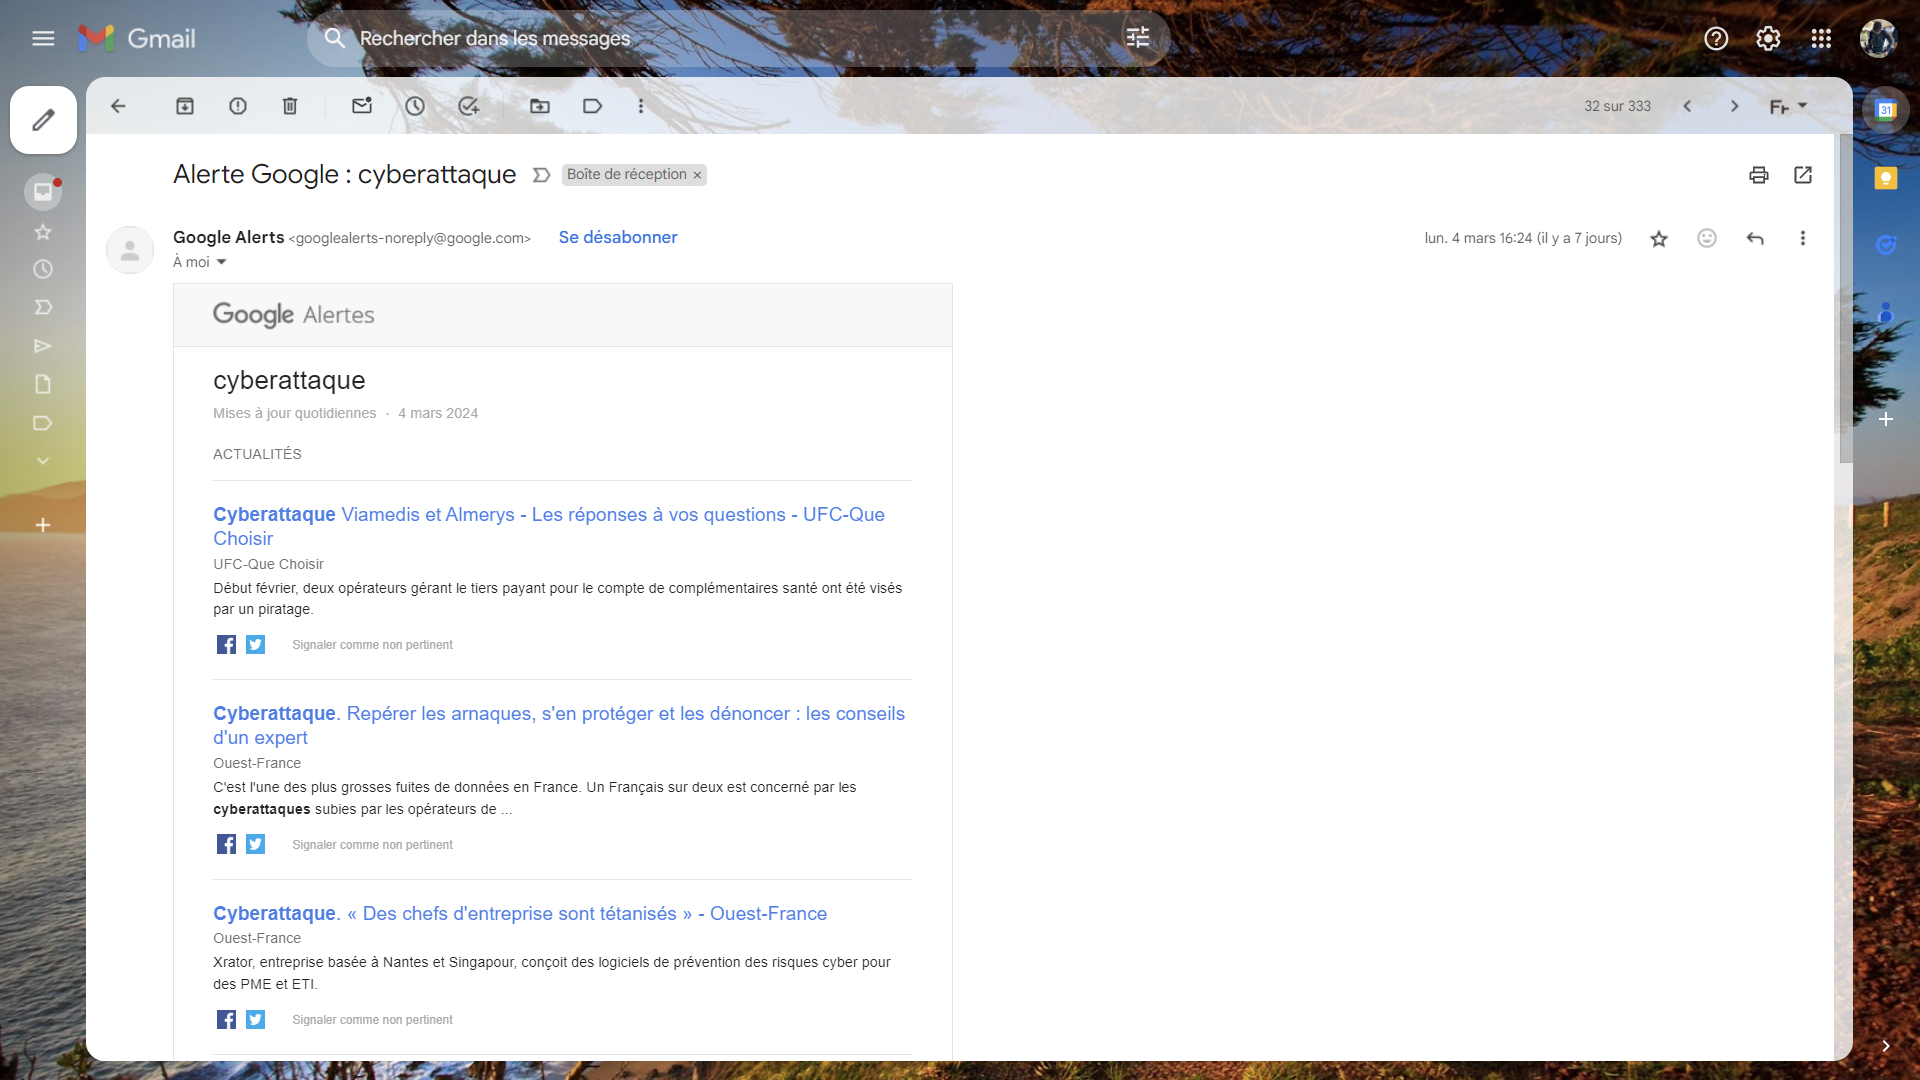 Gmail
Rechercher dans les messages
32 sur 333
Fr
31
Alerte Google : cyberattaque
Boîte de réception ×
Google Alerts <googlealerts-noreply@google.com> Se désabonner
lun. 4 mars 16:24 (il y a 7 jours)
À moi
Google Alertes
cyberattaque
Mises à jour quotidiennes · 4 mars 2024
ACTUALITÉS
Cyberattaque Viamedis et Almerys - Les réponses à vos questions - UFC-Que
Choisir
UFC-Que Choisir
Début février, deux opérateurs gérant le tiers payant pour le compte de complémentaires santé ont été visés
par un piratage.
Signaler comme non pertinent
Cyberattaque. Repérer les arnaques, s'en protéger et les dénoncer : les conseils
d'un expert
Ouest-France
C'est l'une des plus grosses fuites de données en France. Un Français sur deux est concerné par les
cyberattaques subies par les opérateurs de ...
Signaler comme non pertinent
Cyberattaque. « Des chefs d'entreprise sont tétanisés » - Ouest-France
Ouest-France
Xrator, entreprise basée à Nantes et Singapour, conçoit des logiciels de prévention des risques cyber pour
des PME et ETI.
Signaler comme non pertinent